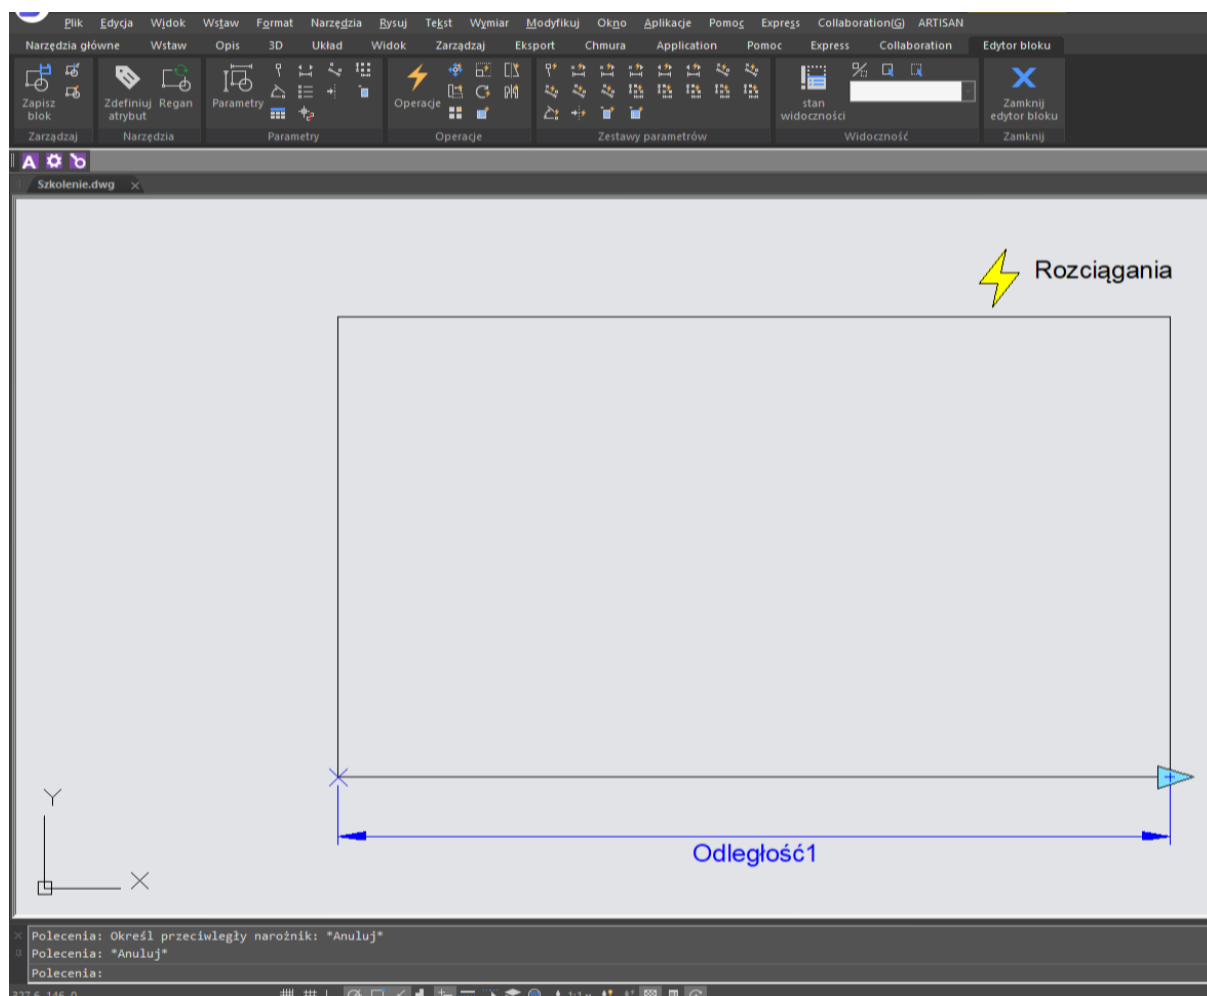 Plik Edycja Widok Wstaw Format Narzędzia Rysuj Tekst Wymiar Modyfikuj Okno Aplikacje Pomoc Express Collaboration(G) ARTISAN
Narzędzia główne Wstaw Opis 3D Układ Widok Zarządzaj Eksport Chmura Application Pomoc Express Collaboration Edytor bloku
Zapisz blok Zdefiniuj atrybut Regan Parametry Operacje stan widoczności Zamknij edytor bloku
Zarządzaj Narzędzia Parametry Operacje Zestawy parametrów Widoczność Zamknij
Szkolenie.dwg
Rozciągania
Odległość1
Y
X
Polecenia: Określ przeciwległy narożnik: *Anuluj*
Polecenia: *Anuluj*
Polecenia: